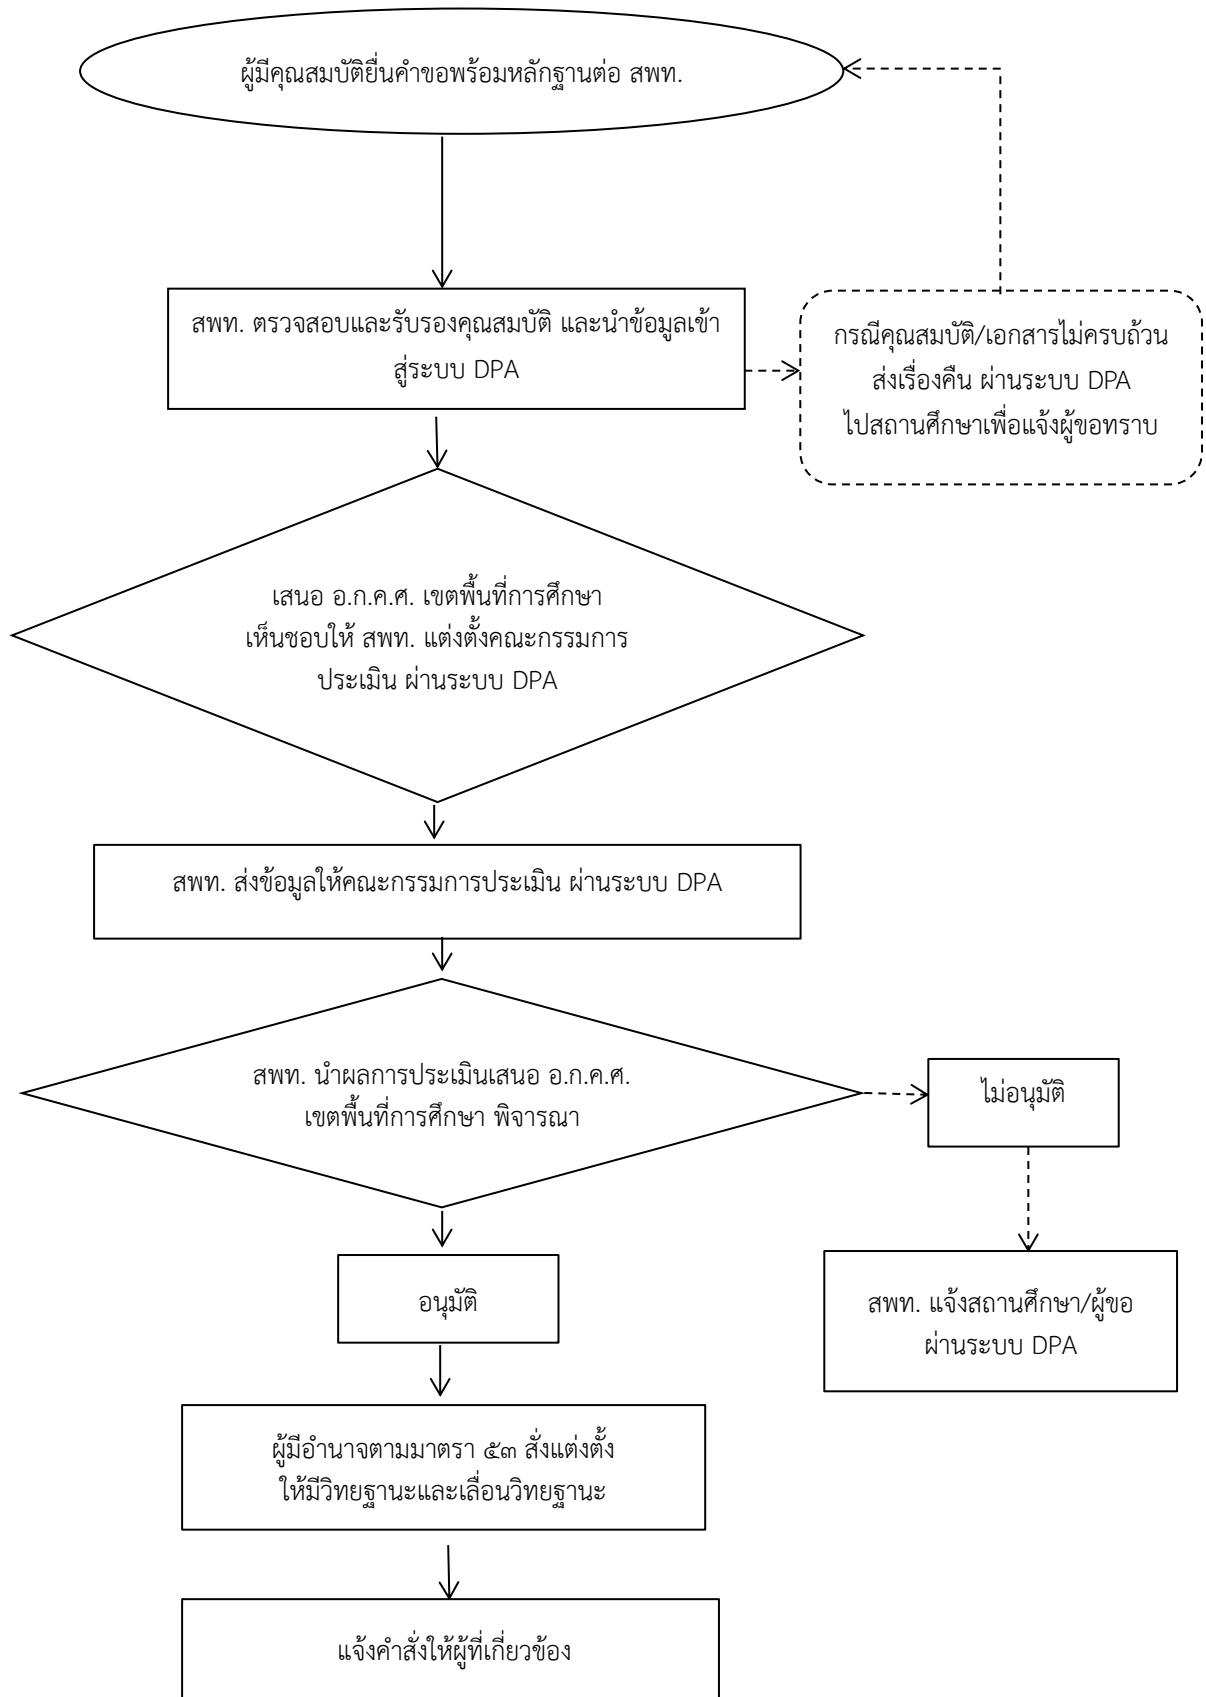 ผู้มีคุณสมบัติยื่นคำขอพร้อมหลักฐานต่อ สพท.
สพท. ตรวจสอบและรับรองคุณสมบัติ และนำข้อมูลเข้า
สู่ระบบ DPA
กรณีคุณสมบัติ/เอกสารไม่ครบถ้วน
ส่งเรื่องคืน ผ่านระบบ DPA
ไปสถานศึกษาเพื่อแจ้งผู้ขอทราบ
เสนอ อ.ก.ค.ศ. เขตพื้นที่การศึกษา
เห็นชอบให้ สพท. แต่งตั้งคณะกรรมการ
ประเมิน ผ่านระบบ DPA
สพท. ส่งข้อมูลให้คณะกรรมการประเมิน ผ่านระบบ DPA
สพท. นำผลการประเมินเสนอ อ.ก.ค.ศ.
เขตพื้นที่การศึกษา พิจารณา
ไม่อนุมัติ
อนุมัติ
สพท. แจ้งสถานศึกษา/ผู้ขอ
ผ่านระบบ DPA
ผู้มีอำนาจตามมาตรา ๕๓ สั่งแต่งตั้ง
ให้มีวิทยฐานะและเลื่อนวิทยฐานะ
แจ้งคำสั่งให้ผู้ที่เกี่ยวข้อง